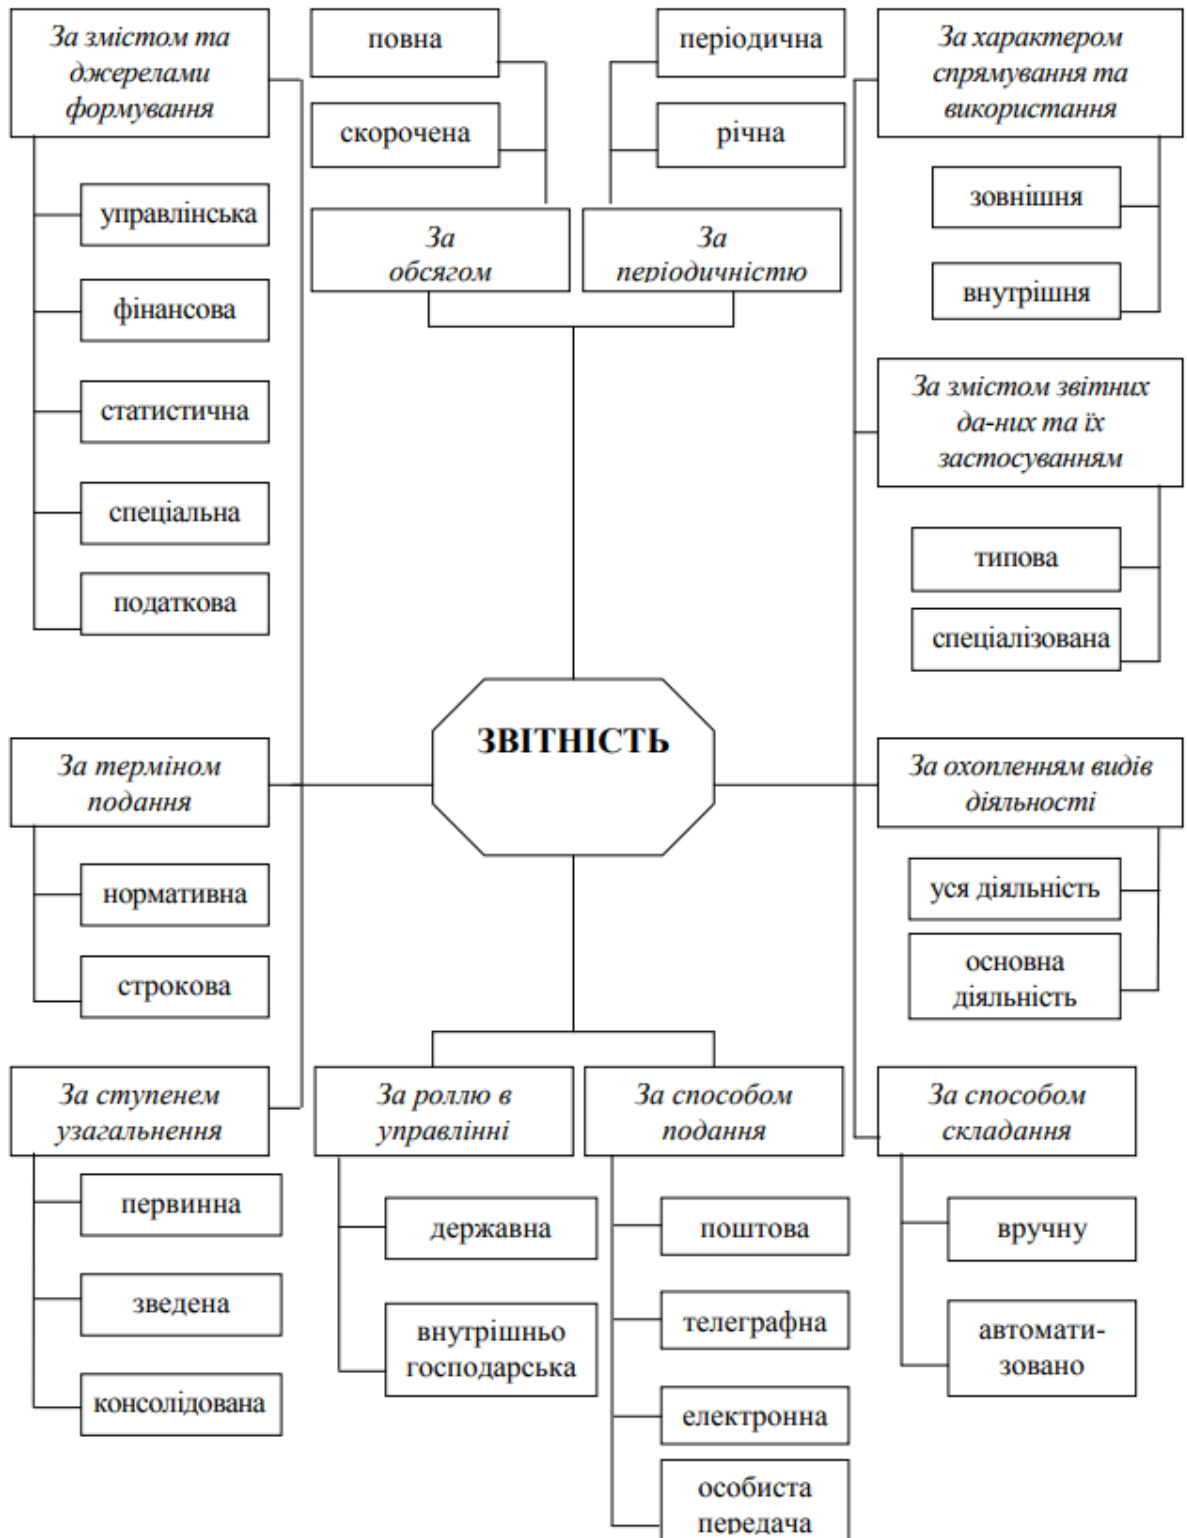 За змістом та
джерелами
формування
управлінська
фінансова
статистична
спеціальна
податкова
повна
скорочена
За
обсягом
періодична
річна
За
періодичністю
За характером
спрямування та
використання
зовнішня
внутрішня
За змістом звітних
да-них та їх
застосуванням
типова
спеціалізована
ЗВІТНІСТЬ
За терміном
подання
нормативна
строкова
За охопленням видів
діяльності
уся діяльність
основна
діяльність
За ступенем
узагальнення
первинна
зведена
консолідована
За роллю в
управлінні
державна
внутрішньо
господарська
За способом
подання
поштова
телеграфна
електронна
особиста
передача
За способом
складання
вручну
автомати-
зовано